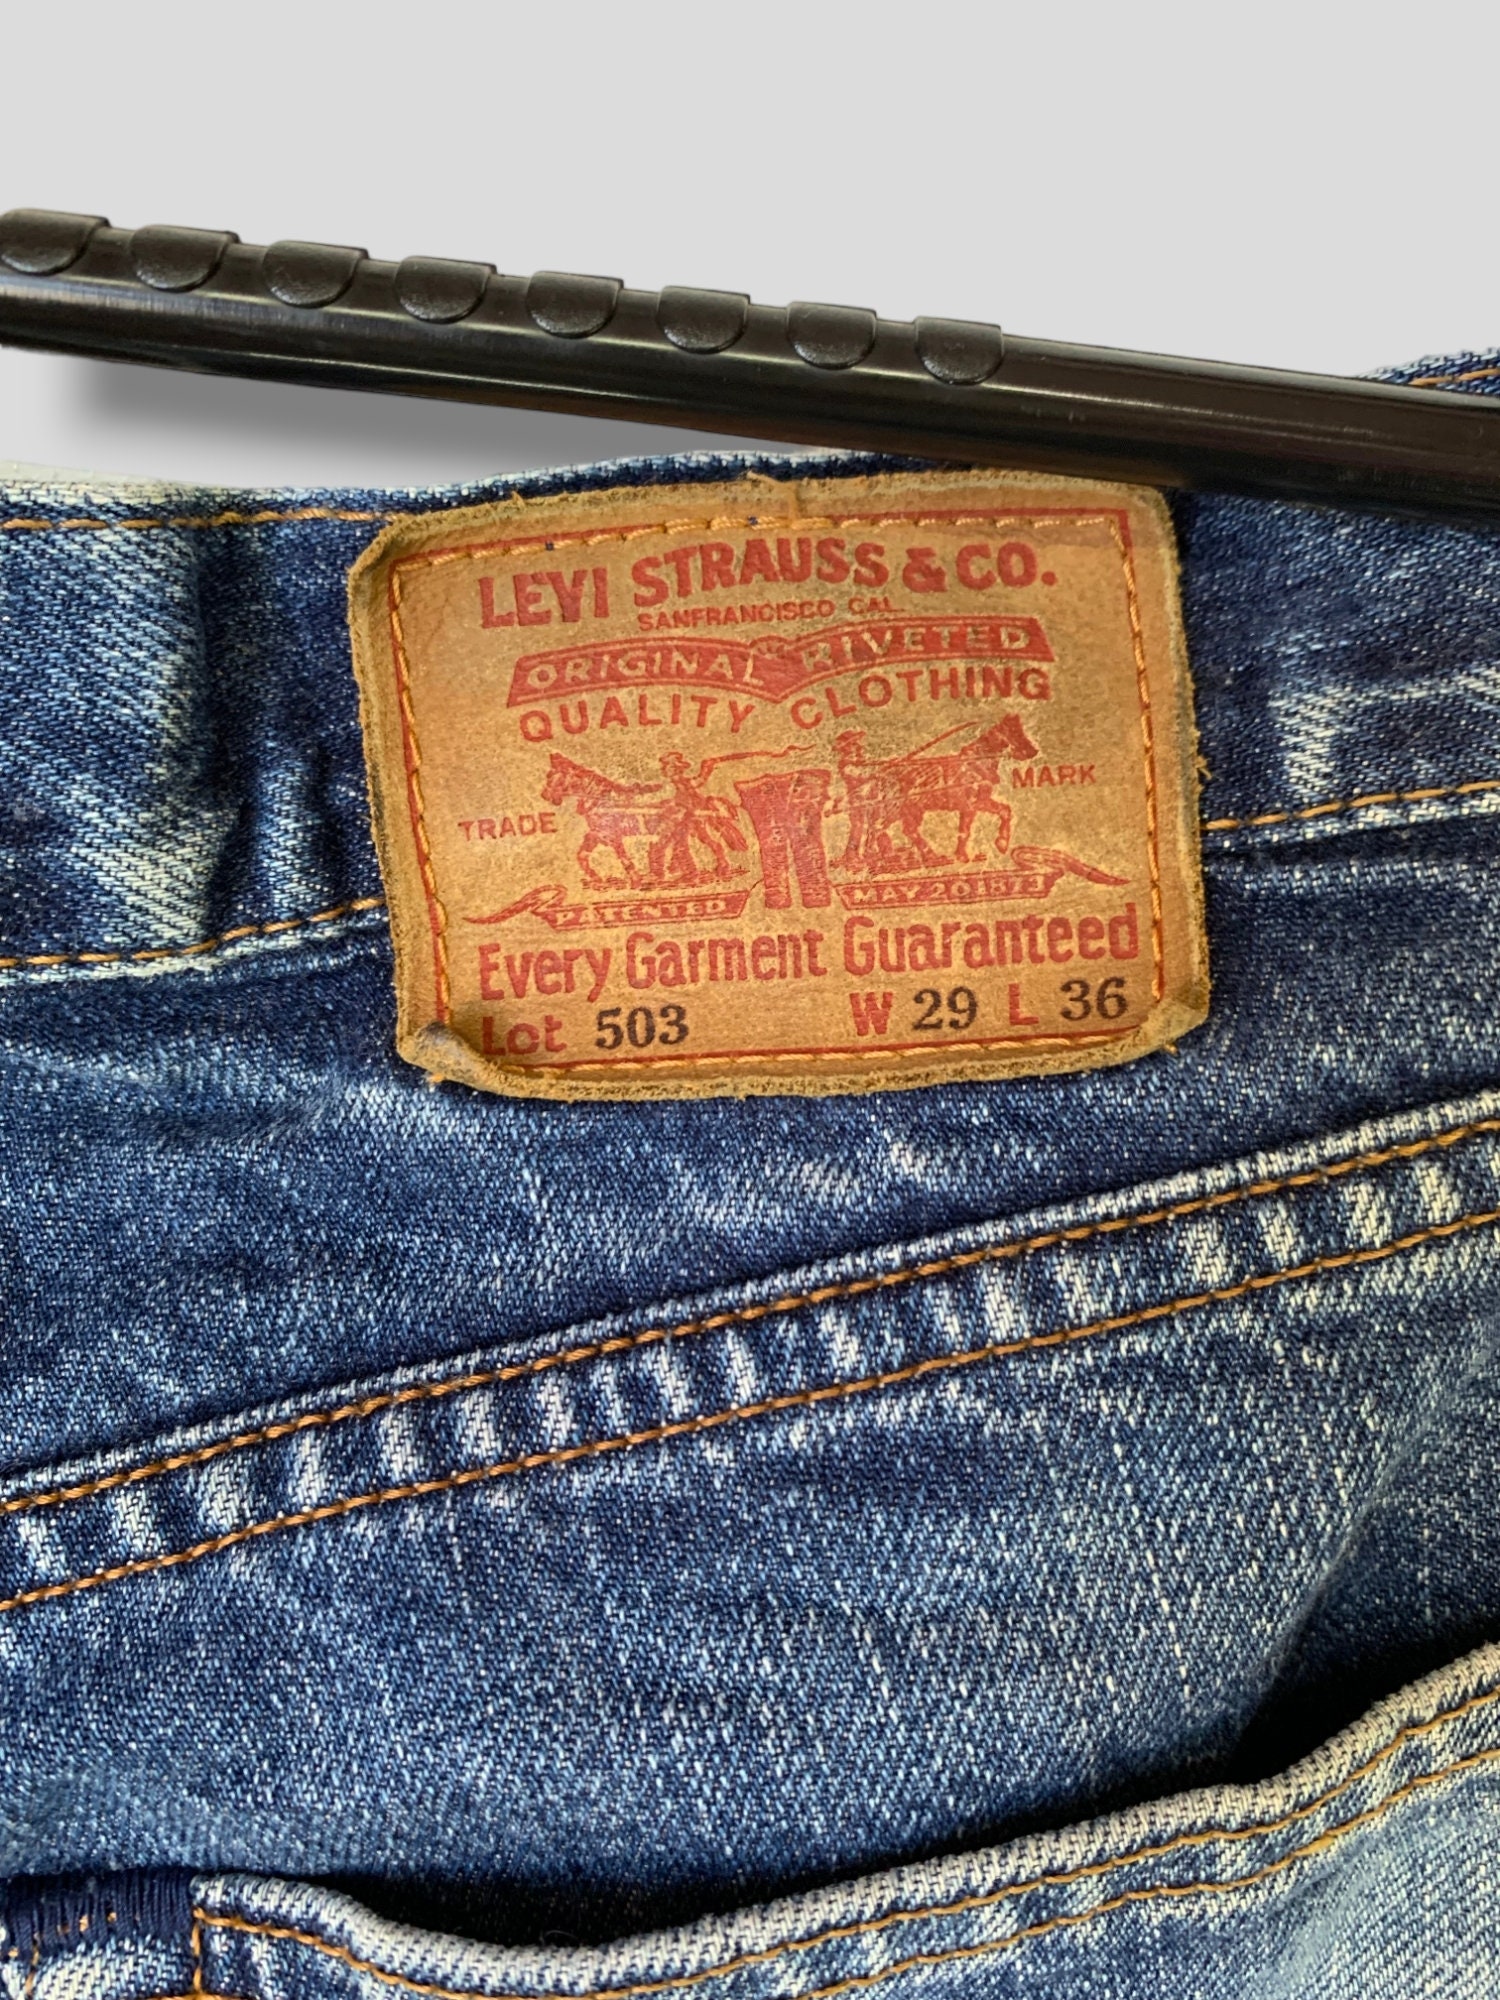 LEVI STRAUSS & CO.
SANFRANCISCO CAL.
ORIGINAL RIVETED
QUALITY CLOTHING
TRADE MARK
PATENTED MAY 20 1873
Every Garment Guaranteed
Lot 503 W 29 L 36